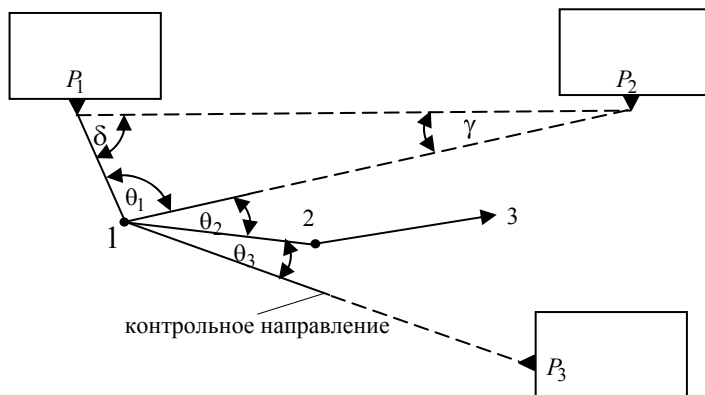 P₁
P₂
δ
γ
θ₁
θ₂
2
3
1
θ₃
контрольное направление
P₃